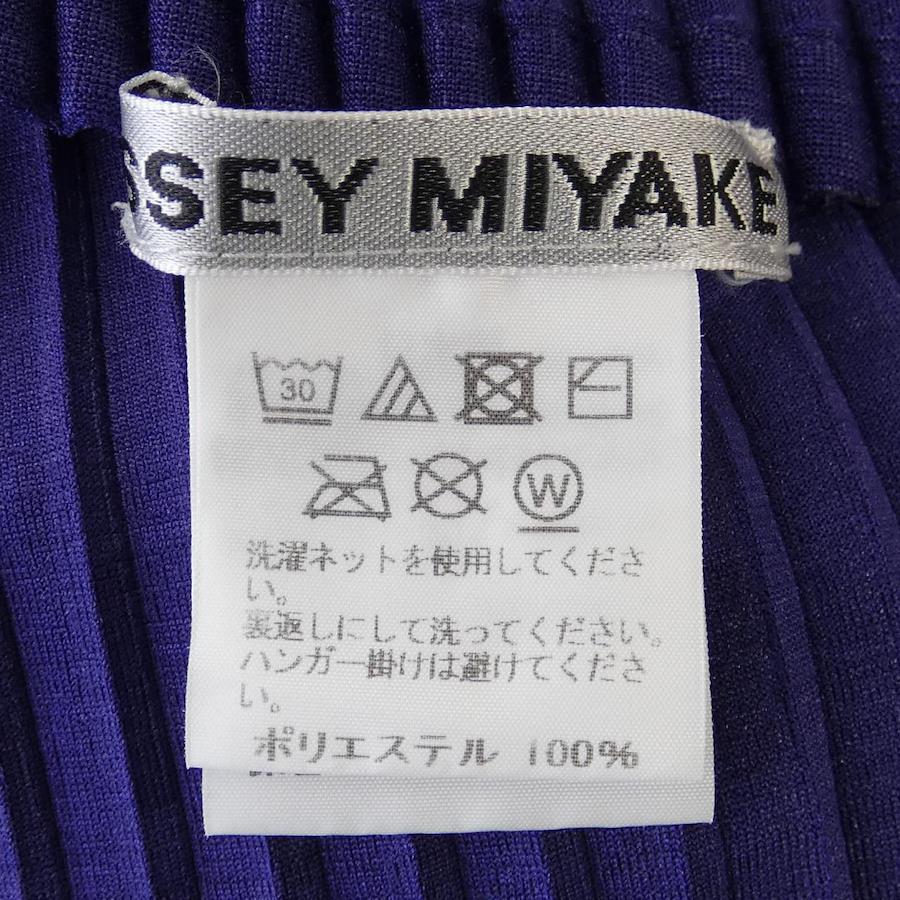 SSEY MIYAKE
30
W
洗濯ネットを使用してくださ
い。
裏返しにして洗ってください。
ハンガー掛けは避けてくださ
い。
ポリエステル 100%